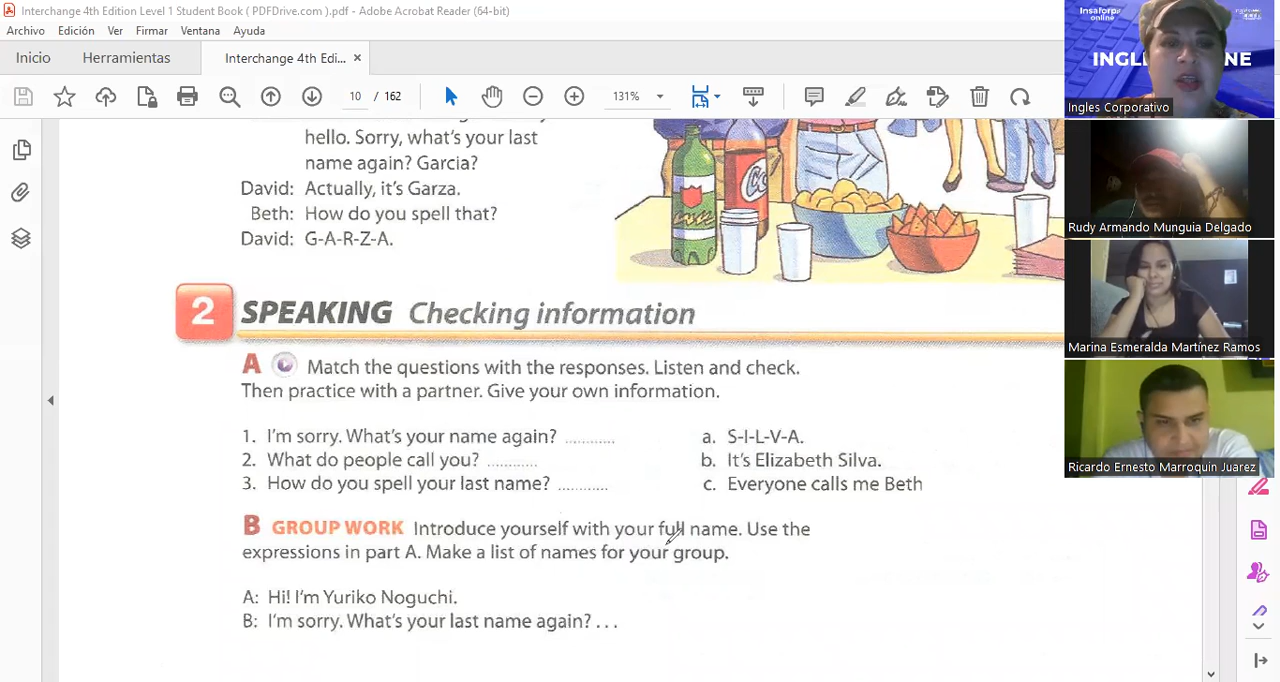 Interchange 4th Edition Level 1 Student Book ( PDFDrive.com ).pdf - Adobe Acrobat Reader (64-bit)
Archivo Edición Ver Firmar Ventana Ayuda
Inicio Herramientas Interchange 4th Edi... ×
10 / 162 131%
hello. Sorry, what's your last
name again? Garcia?
David: Actually, it's Garza.
Beth: How do you spell that?
David: G-A-R-Z-A.
2 SPEAKING Checking information
A Match the questions with the responses. Listen and check.
Then practice with a partner. Give your own information.
1. I'm sorry. What's your name again? ............
2. What do people call you? ............
3. How do you spell your last name? ............
a. S-I-L-V-A.
b. It's Elizabeth Silva.
c. Everyone calls me Beth
B GROUP WORK Introduce yourself with your full name. Use the
expressions in part A. Make a list of names for your group.
A: Hi! I'm Yuriko Noguchi.
B: I'm sorry. What's your last name again? . . .
Insaforp
online
INGL NE
Ingles Corporativo
Rudy Armando Munguia Delgado
Marina Esmeralda Martínez Ramos
Ricardo Ernesto Marroquín Juarez